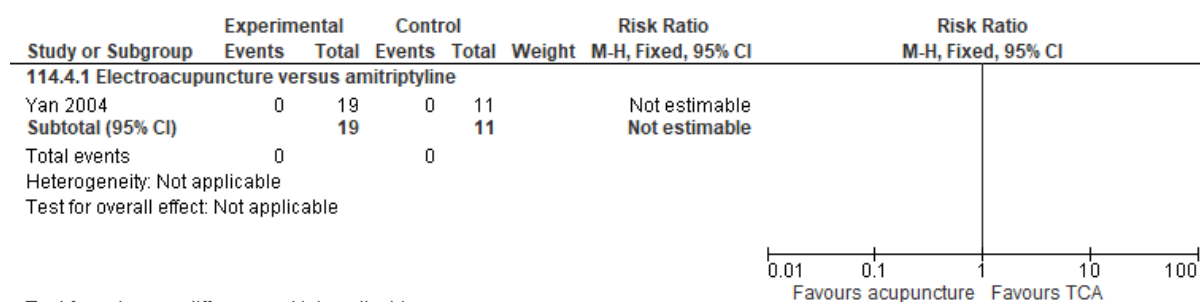 Experimental Control Risk Ratio Risk Ratio
Study or Subgroup Events Total Events Total Weight M-H, Fixed, 95% CI M-H, Fixed, 95% CI
114.4.1 Electroacupuncture versus amitriptyline
Yan 2004 0 19 0 11 Not estimable
Subtotal (95% CI) 19 11 Not estimable
Total events 0 0
Heterogeneity: Not applicable
Test for overall effect: Not applicable
0.01 0.1 1 10 100
Favours acupuncture Favours TCA